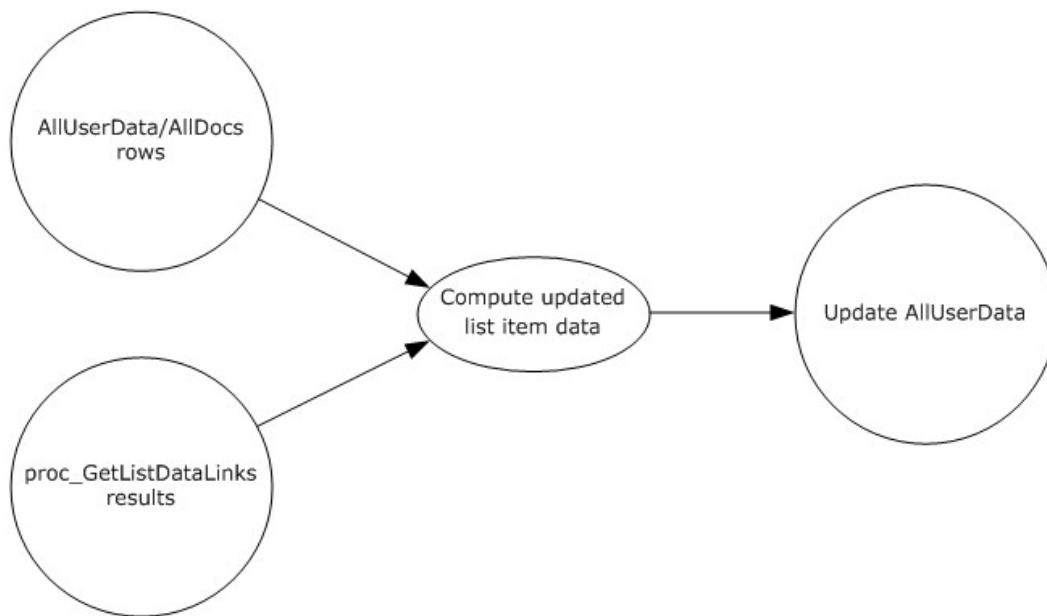 AllUserData/AllDocs
rows
proc_GetListDataLinks
results
Compute updated
list item data
Update AllUserData